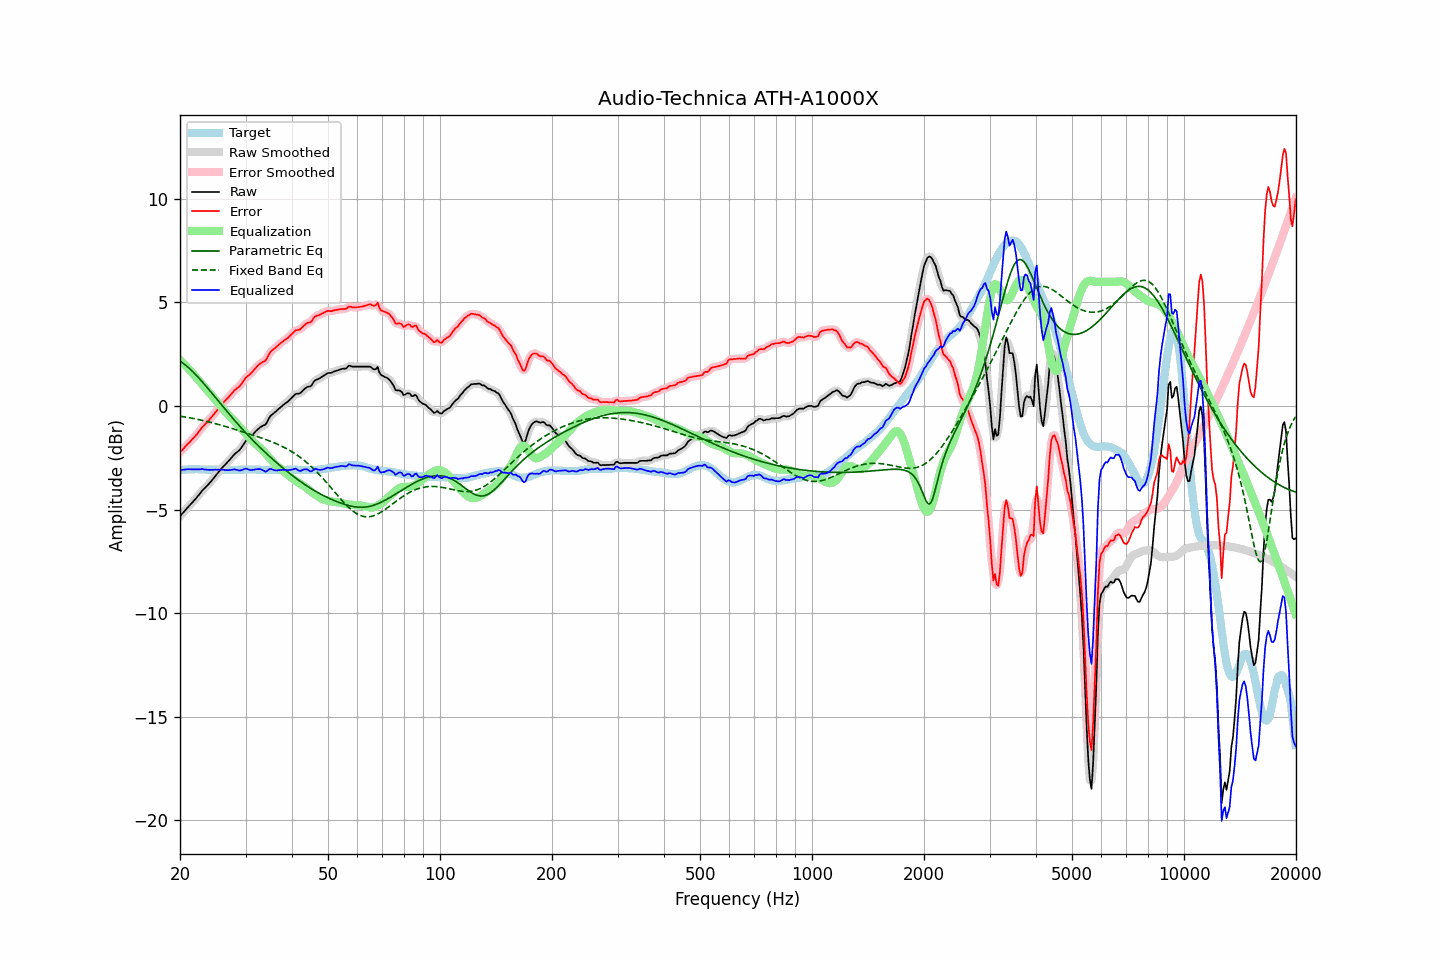 Audio-Technica ATH-A1000X
Target
Raw Smoothed
Error Smoothed
Raw
Error
Equalization
Parametric Eq
Fixed Band Eq
Equalized
Amplitude (dBr)
10
5
0
−5
−10
−15
−20
20
50
100
200
500
1000
2000
5000
10000
20000
Frequency (Hz)